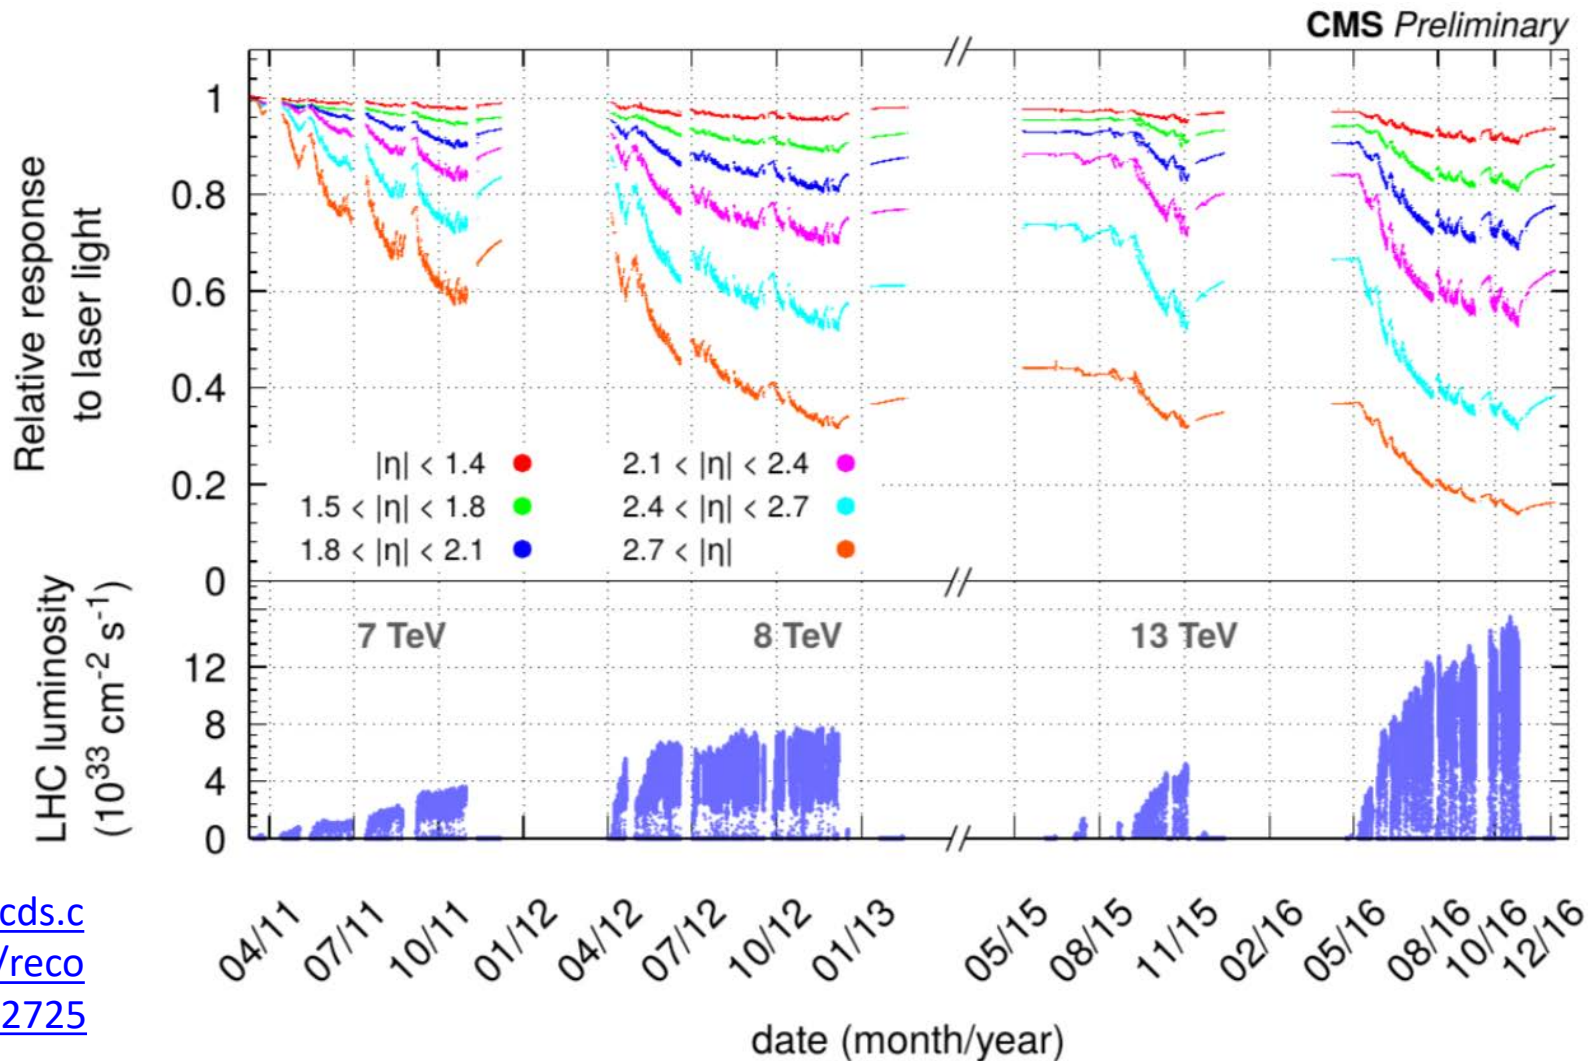 CMS Preliminary
Relative response
to laser light
1
0.8
0.6
0.4
0.2
0
|η| < 1.4
1.5 < |η| < 1.8
1.8 < |η| < 2.1
2.1 < |η| < 2.4
2.4 < |η| < 2.7
2.7 < |η|
LHC luminosity
(10³³ cm⁻² s⁻¹)
7 TeV
8 TeV
13 TeV
12
8
4
0
04/11 07/11 10/11 01/12 04/12 07/12 10/12 01/13 05/15 08/15 11/15 02/16 05/16 08/16 10/16 12/16
date (month/year)
cds.c
/reco
2725